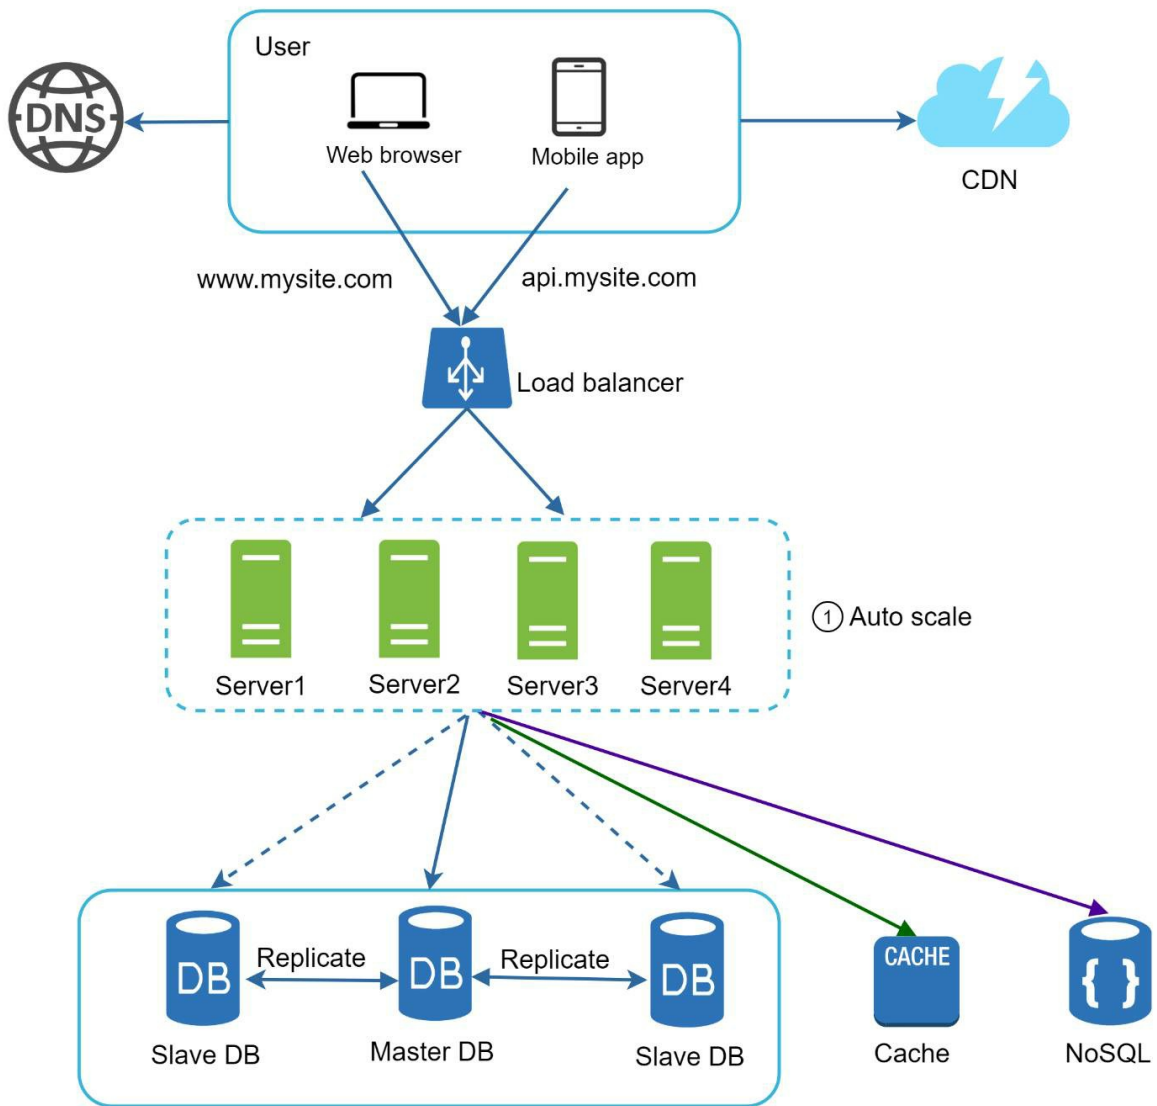 User
DNS
Web browser
Mobile app
CDN
www.mysite.com
api.mysite.com
Load balancer
1 Auto scale
Server1
Server2
Server3
Server4
Replicate
Replicate
DB
DB
DB
CACHE
{ }
Slave DB
Master DB
Slave DB
Cache
NoSQL